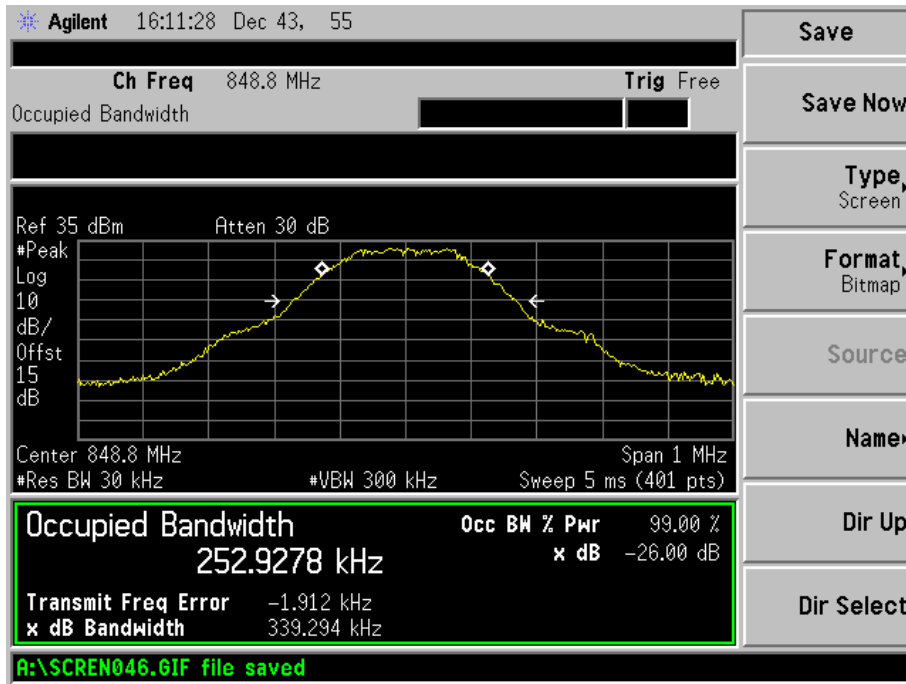 Agilent 16:11:28 Dec 43, 55
Ch Freq 848.8 MHz Trig Free
Occupied Bandwidth
Ref 35 dBm Atten 30 dB
#Peak
Log
10
dB/
Offst
15
dB
Center 848.8 MHz Span 1 MHz
#Res BW 30 kHz #VBW 300 kHz Sweep 5 ms (401 pts)
Occupied Bandwidth Occ BW % Pwr 99.00 %
252.9278 kHz x dB -26.00 dB
Transmit Freq Error -1.912 kHz
x dB Bandwidth 339.294 kHz
A:\SCREN046.GIF file saved
Save
Save Now
Type
Screen
Format
Bitmap
Source
Name
Dir Up
Dir Select